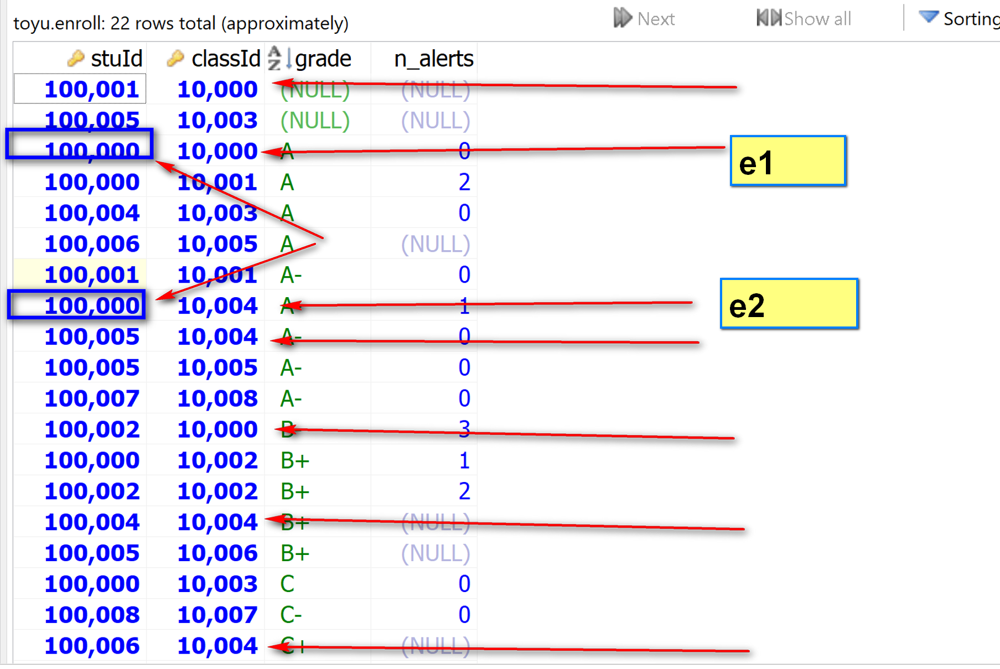 toyu.enroll: 22 rows total (approximately) Next Show all Sorting
stuId classId AZ grade n_alerts
100,001 10,000 (NULL) (NULL)
100,005 10,003 (NULL) (NULL)
100,000 10,000 A 0
e1
100,000 10,001 A 2
100,004 10,003 A 0
100,006 10,005 A (NULL)
100,001 10,001 A- 0
100,000 10,004 A- 1
e2
100,005 10,004 A- 0
100,005 10,005 A- 0
100,007 10,008 A- 0
100,002 10,000 B- 3
100,000 10,002 B+ 1
100,002 10,002 B+ 2
100,004 10,004 B+ (NULL)
100,005 10,006 B+ (NULL)
100,000 10,003 C 0
100,008 10,007 C- 0
100,006 10,004 C+ (NULL)